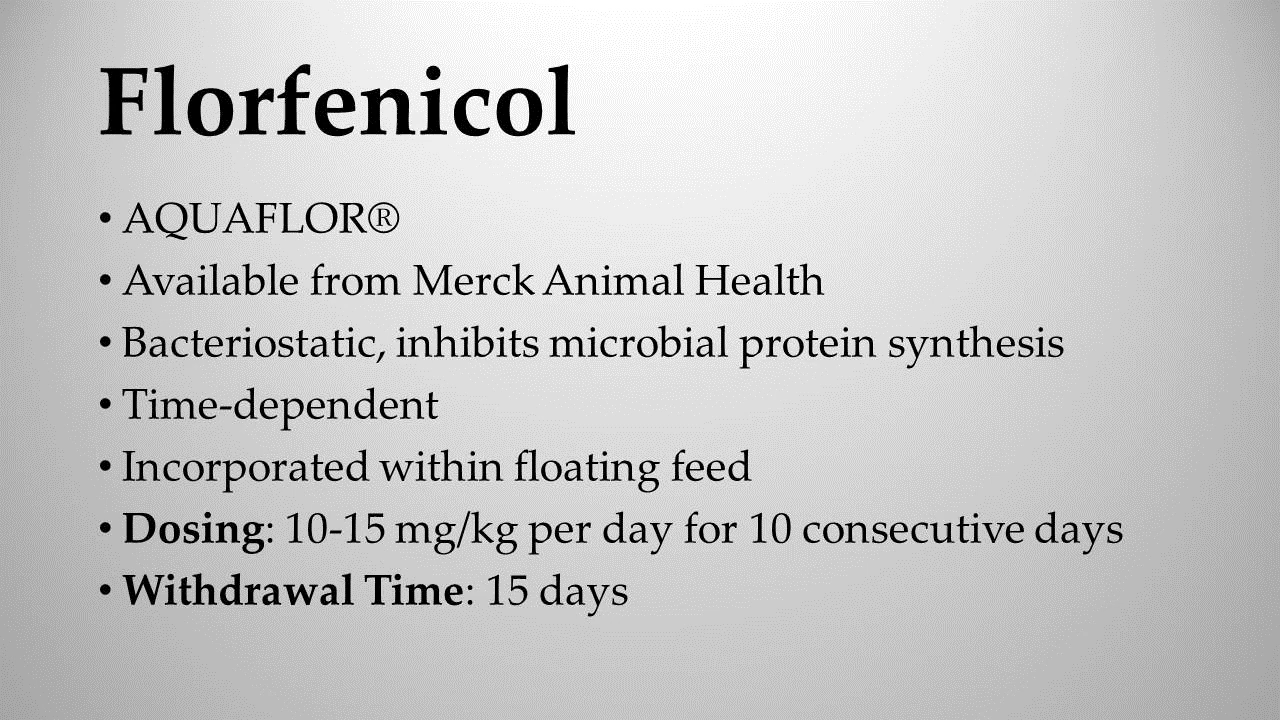 Florfenicol
• AQUAFLOR®
• Available from Merck Animal Health
• Bacteriostatic, inhibits microbial protein synthesis
• Time-dependent
• Incorporated within floating feed
• Dosing: 10-15 mg/kg per day for 10 consecutive days
• Withdrawal Time: 15 days